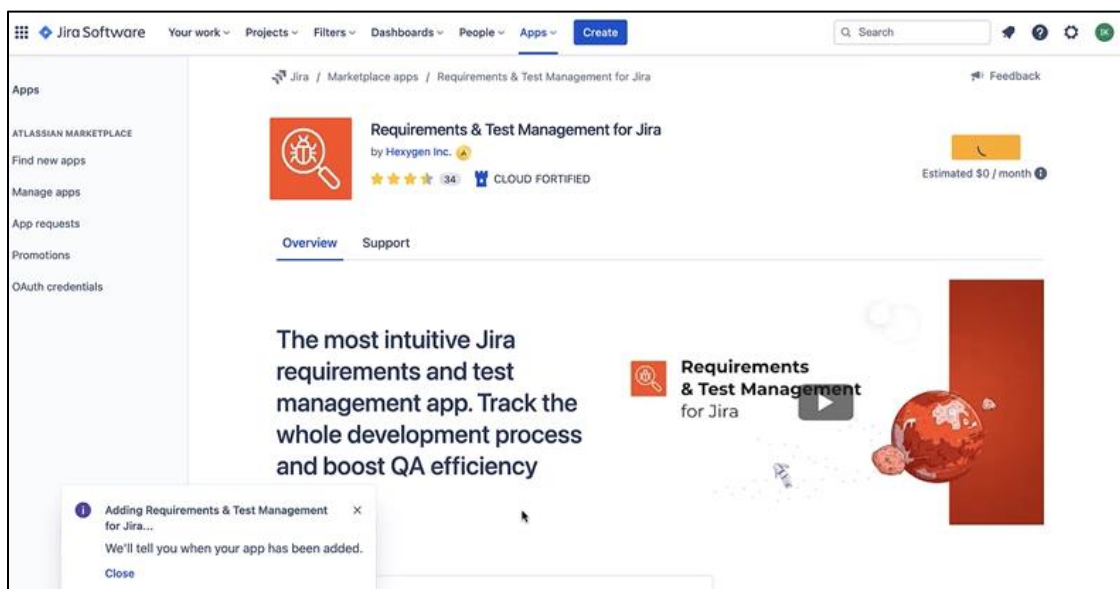 Jira Software Your work Projects Filters Dashboards People Apps Create Search
Apps
ATLASSIAN MARKETPLACE
Find new apps
Manage apps
App requests
Promotions
OAuth credentials
Jira / Marketplace apps / Requirements & Test Management for Jira
Feedback
Requirements & Test Management for Jira
by Hexygen Inc.
34 CLOUD FORTIFIED
Estimated $0 / month
Overview Support
The most intuitive Jira
requirements and test
management app. Track the
whole development process
and boost QA efficiency
Requirements
& Test Management
for Jira
Adding Requirements & Test Management
for Jira...
We'll tell you when your app has been added.
Close